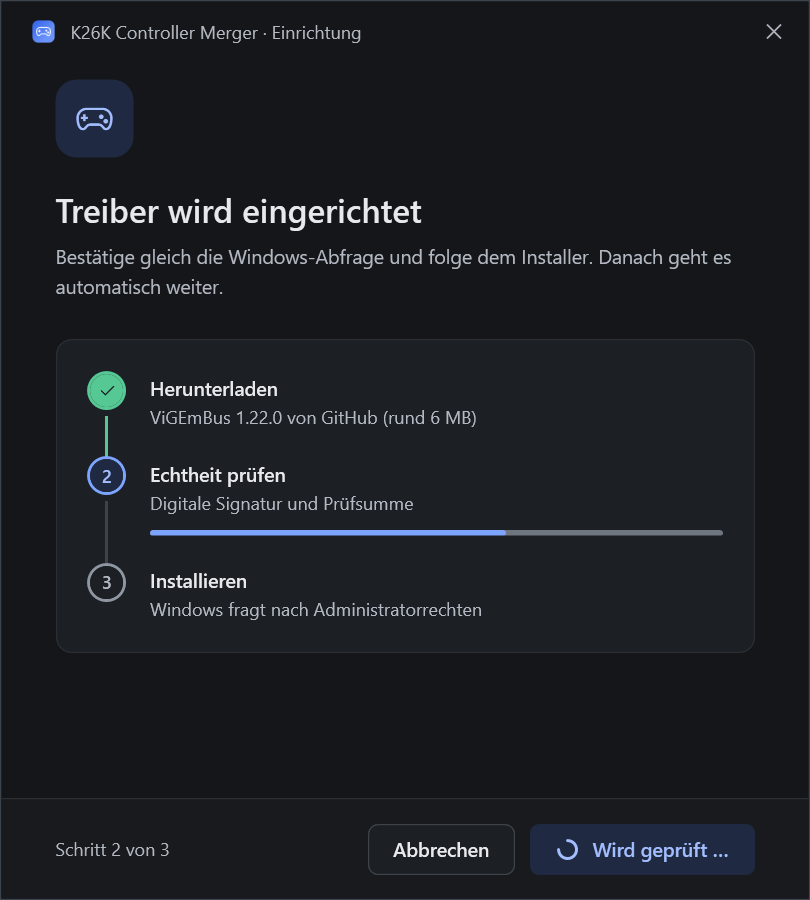 K26K Controller Merger · Einrichtung
Treiber wird eingerichtet
Bestätige gleich die Windows-Abfrage und folge dem Installer. Danach geht es
automatisch weiter.
Herunterladen
ViGEmBus 1.22.0 von GitHub (rund 6 MB)
2
Echtheit prüfen
Digitale Signatur und Prüfsumme
3
Installieren
Windows fragt nach Administratorrechten
Schritt 2 von 3
Abbrechen
Wird geprüft ...